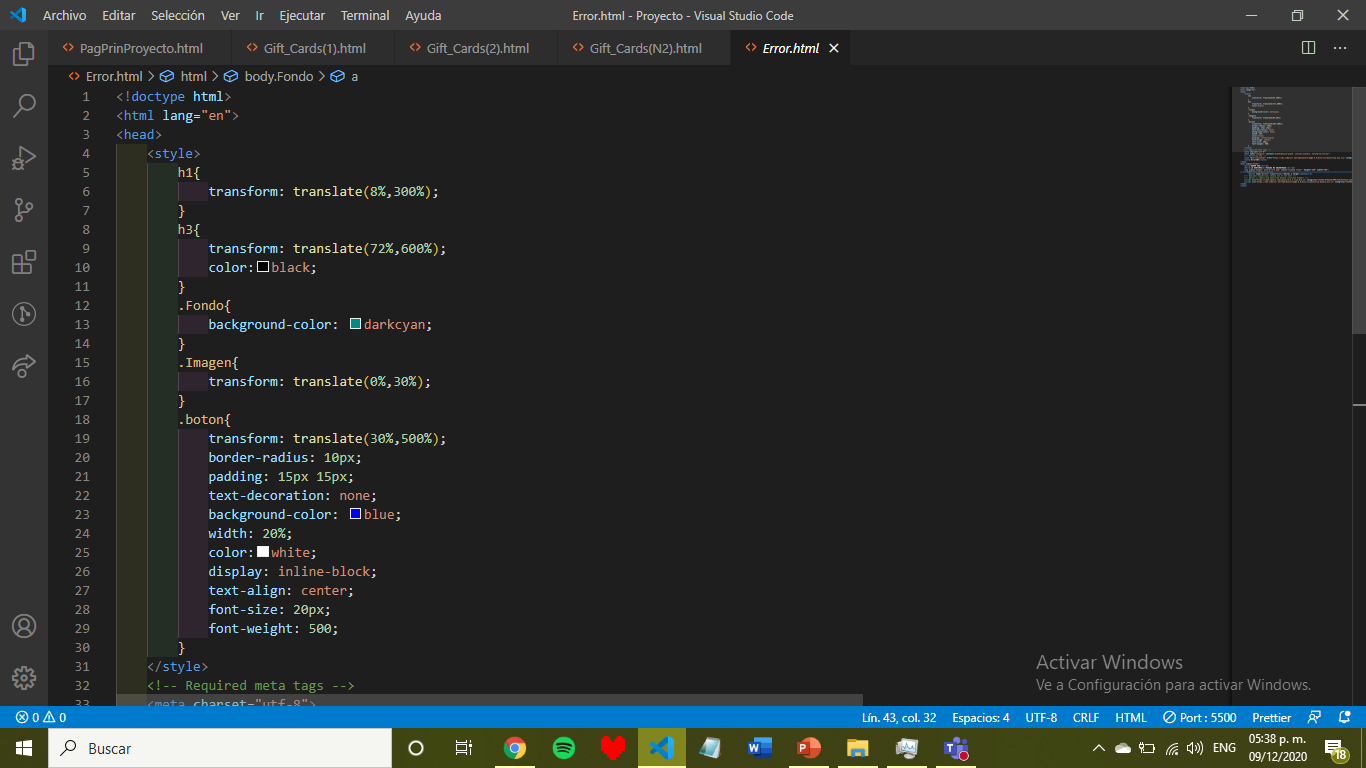 Archivo Editar Selección Ver Ir Ejecutar Terminal Ayuda Error.html - Proyecto - Visual Studio Code
PagPrinProyecto.html Gift_Cards(1).html Gift_Cards(2).html Gift_Cards(N2).html Error.html
Error.html > html > body.Fondo > a
1 <!doctype html>
2 <html lang="en">
3 <head>
4 <style>
5 h1{
6 transform: translate(8%,300%);
7 }
8 h3{
9 transform: translate(72%,600%);
10 color: black;
11 }
12 .Fondo{
13 background-color: darkcyan;
14 }
15 .Imagen{
16 transform: translate(0%,30%);
17 }
18 .boton{
19 transform: translate(30%,500%);
20 border-radius: 10px;
21 padding: 15px 15px;
22 text-decoration: none;
23 background-color: blue;
24 width: 20%;
25 color: white;
26 display: inline-block;
27 text-align: center;
28 font-size: 20px;
29 font-weight: 500;
30 }
31 </style>
32 <!-- Required meta tags -->
33 <meta charset="utf-8">
Activar Windows
Ve a Configuración para activar Windows.
0 0 Lín. 43, col. 32 Espacios: 4 UTF-8 CRLF HTML Port : 5500 Prettier
Buscar ENG 05:38 p. m.
09/12/2020 18